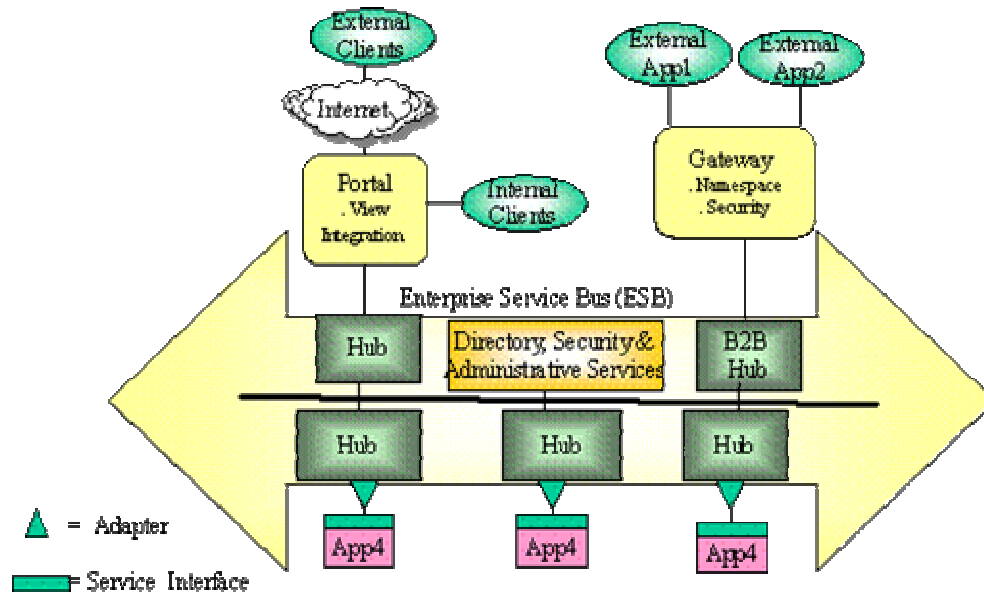 External
Clients
Internet
External
App1
External
App2
Portal
. View
Integration
Internal
Clients
Gateway
. Namespace
. Security
Enterprise Service Bus (ESB)
Hub
Directory, Security &
Administrative Services
B2B
Hub
Hub
Hub
Hub
App4
App4
App4
= Adapter
= Service Interface